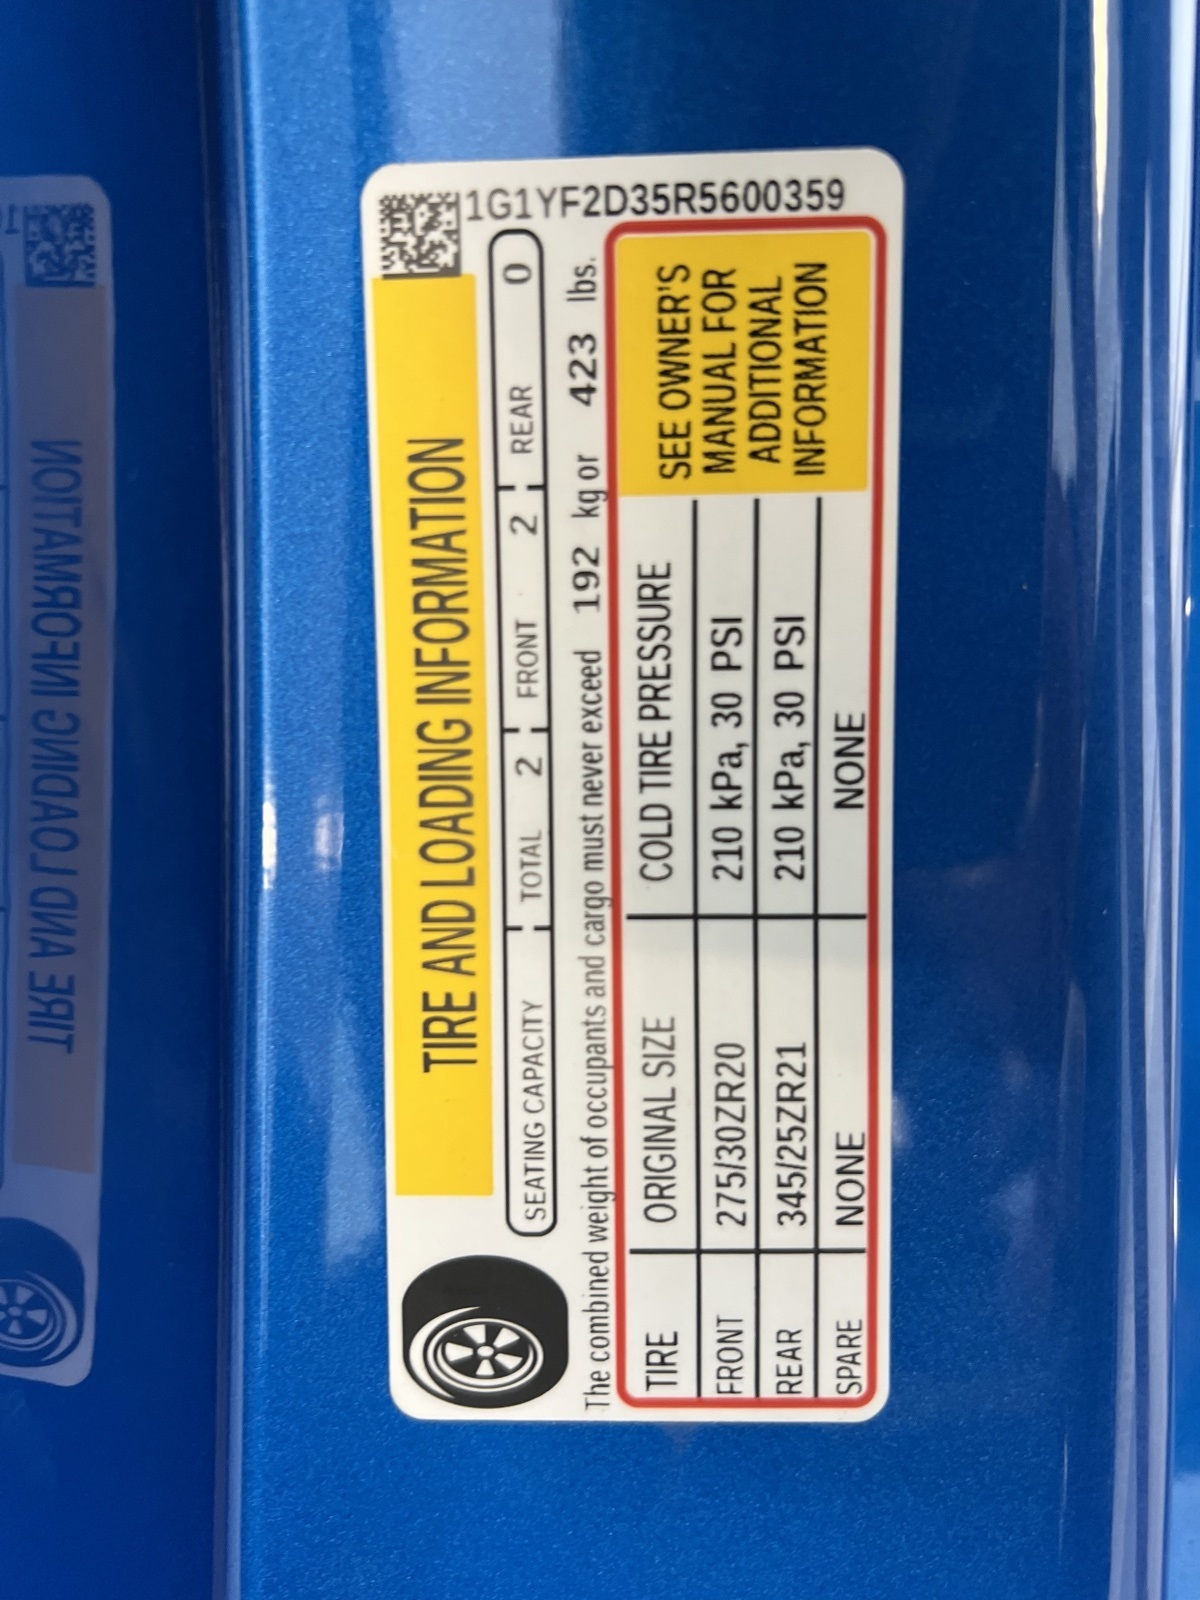 1G1YF2D35R5600359
TIRE AND LOADING INFORMATION
SEATING CAPACITY TOTAL 2 FRONT 2 REAR 0
The combined weight of occupants and cargo must never exceed 192 kg or 423 lbs.
TIRE ORIGINAL SIZE COLD TIRE PRESSURE
FRONT 275/30ZR20 210 kPa, 30 PSI
REAR 345/25ZR21 210 kPa, 30 PSI
SPARE NONE NONE
SEE OWNER'S
MANUAL FOR
ADDITIONAL
INFORMATION
TIRE AND LOADING INFORMATION